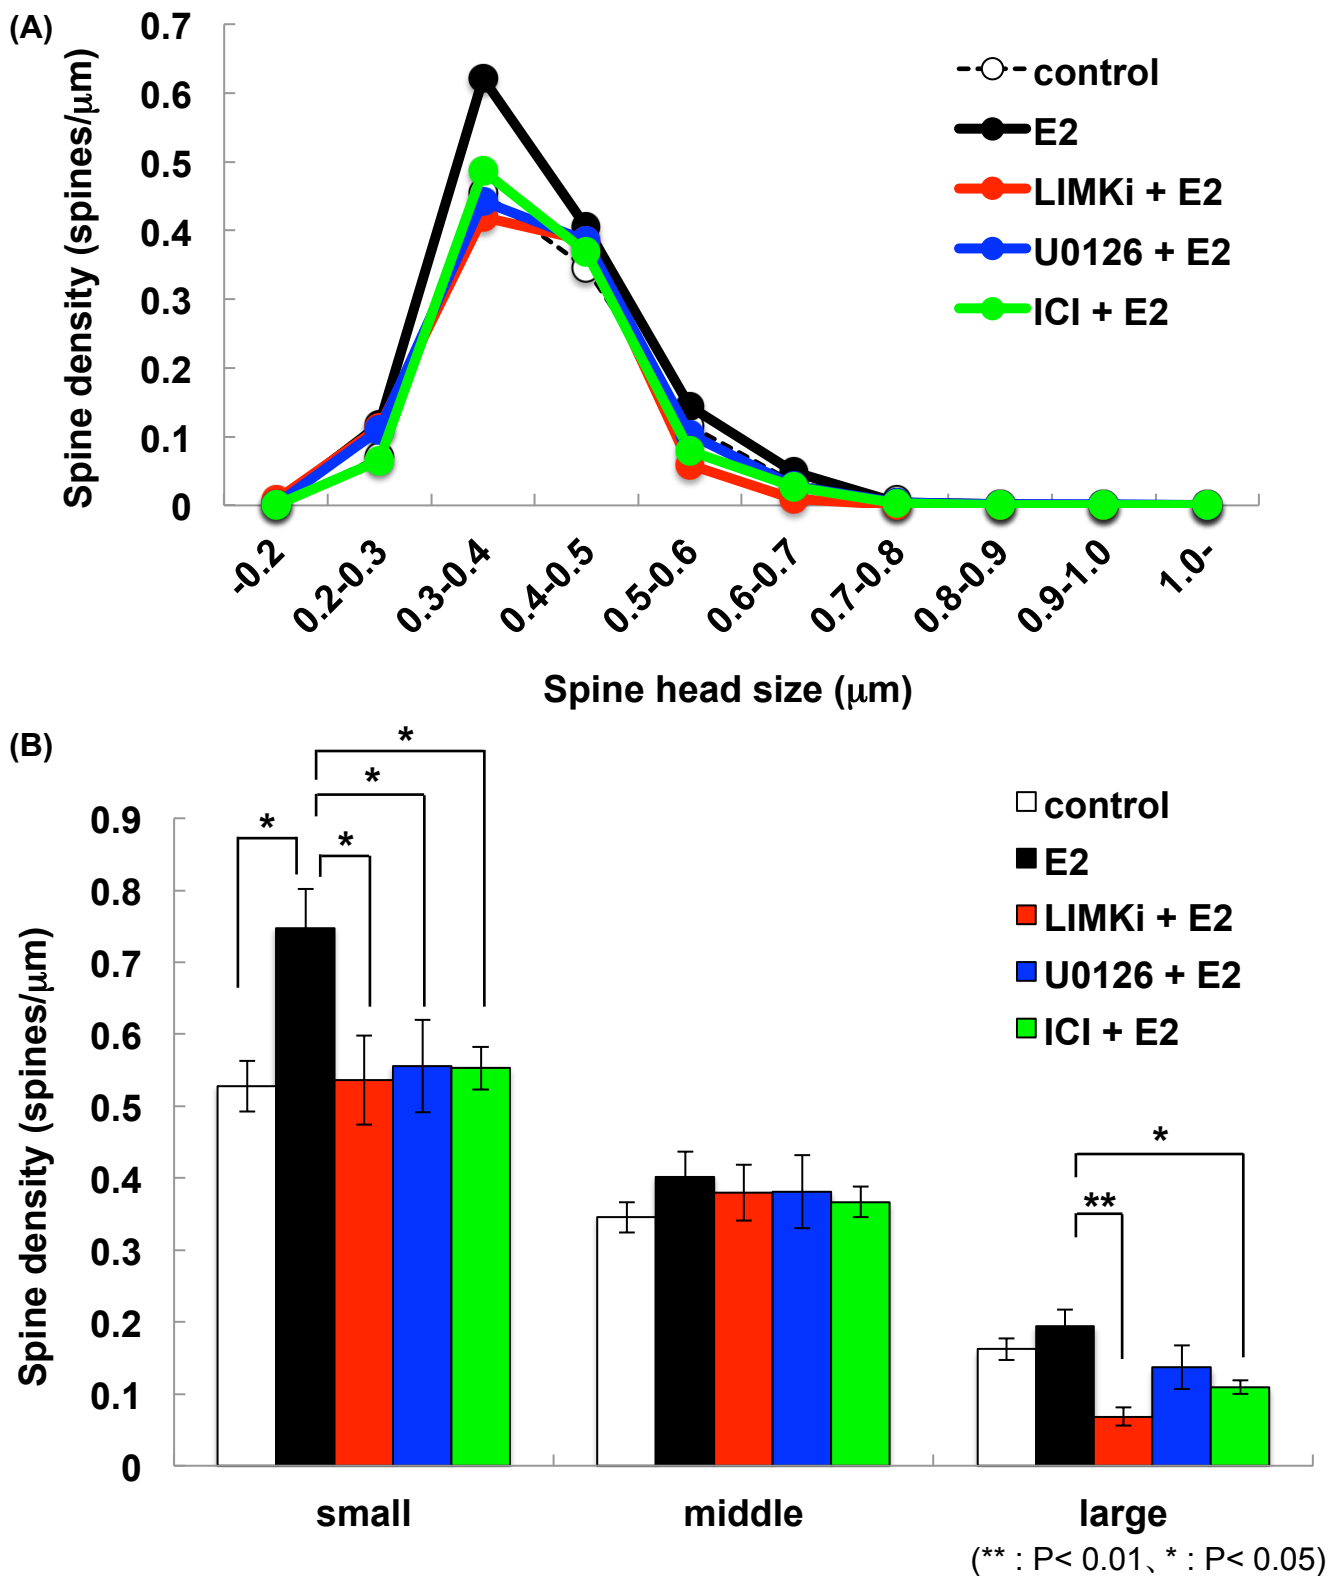 (A)
0.7
0.6
0.5
0.4
0.3
0.2
0.1
0
Spine density (spines/μm)
control
E2
LIMKi + E2
U0126 + E2
ICI + E2
-0.2
0.2-0.3
0.3-0.4
0.4-0.5
0.5-0.6
0.6-0.7
0.7-0.8
0.8-0.9
0.9-1.0
1.0-
Spine head size (μm)
(B)
*
*
*
*
0.9
0.8
0.7
0.6
0.5
0.4
0.3
0.2
0.1
0
Spine density (spines/μm)
control
E2
LIMKi + E2
U0126 + E2
ICI + E2
*
**
small
middle
large
(** : P< 0.01、* : P< 0.05)